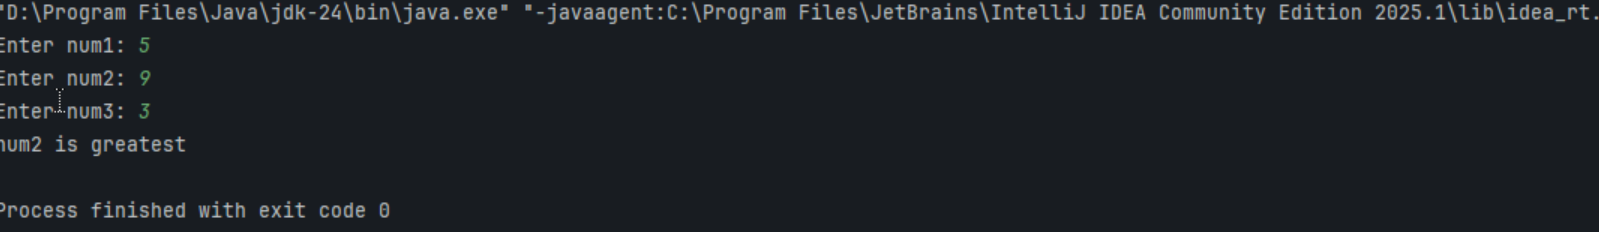 "D:\Program Files\Java\jdk-24\bin\java.exe" "-javaagent:C:\Program Files\JetBrains\IntelliJ IDEA Community Edition 2025.1\lib\idea_rt.
Enter num1: 5
Enter num2: 9
Enter num3: 3
num2 is greatest
Process finished with exit code 0